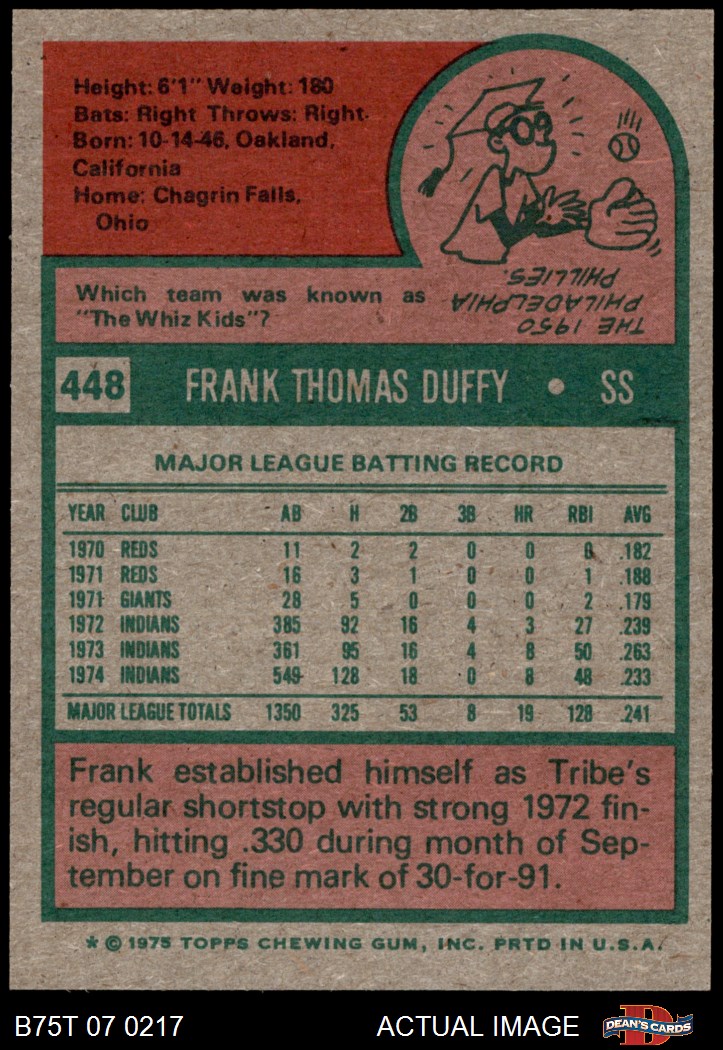 Height: 6'1" Weight: 180
Bats: Right Throws: Right
Born: 10-14-46, Oakland,
California
Home: Chagrin Falls,
Ohio
Which team was known as
"The Whiz Kids"?
THE 1950
PHILADELPHIA
PHILLIES.
448 FRANK THOMAS DUFFY • SS
MAJOR LEAGUE BATTING RECORD
YEAR CLUB AB H 2B 3B HR RBI AVG
1970 REDS 11 2 2 0 0 0 .182
1971 REDS 16 3 1 0 0 1 .188
1971 GIANTS 28 5 0 0 0 2 .179
1972 INDIANS 385 92 16 4 3 27 .239
1973 INDIANS 361 95 16 4 8 50 .263
1974 INDIANS 549 128 18 0 8 48 .233
MAJOR LEAGUE TOTALS 1350 325 53 8 19 128 .241
Frank established himself as Tribe's
regular shortstop with strong 1972 fin-
ish, hitting .330 during month of Sep-
tember on fine mark of 30-for-91.
* © 1975 TOPPS CHEWING GUM, INC. PRTD IN U.S.A.
B75T 07 0217 ACTUAL IMAGE D DEAN'S CARDS